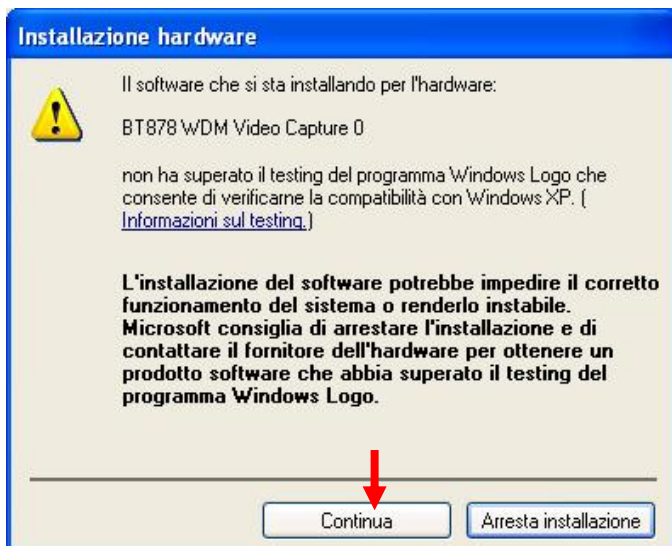 Installazione hardware
Il software che si sta installando per l'hardware:
BT878 WDM Video Capture 0
non ha superato il testing del programma Windows Logo che
consente di verificarne la compatibilità con Windows XP. (
Informazioni sul testing.)
L'installazione del software potrebbe impedire il corretto
funzionamento del sistema o renderlo instabile.
Microsoft consiglia di arrestare l'installazione e di
contattare il fornitore dell'hardware per ottenere un
prodotto software che abbia superato il testing del
programma Windows Logo.
Continua
Arresta installazione